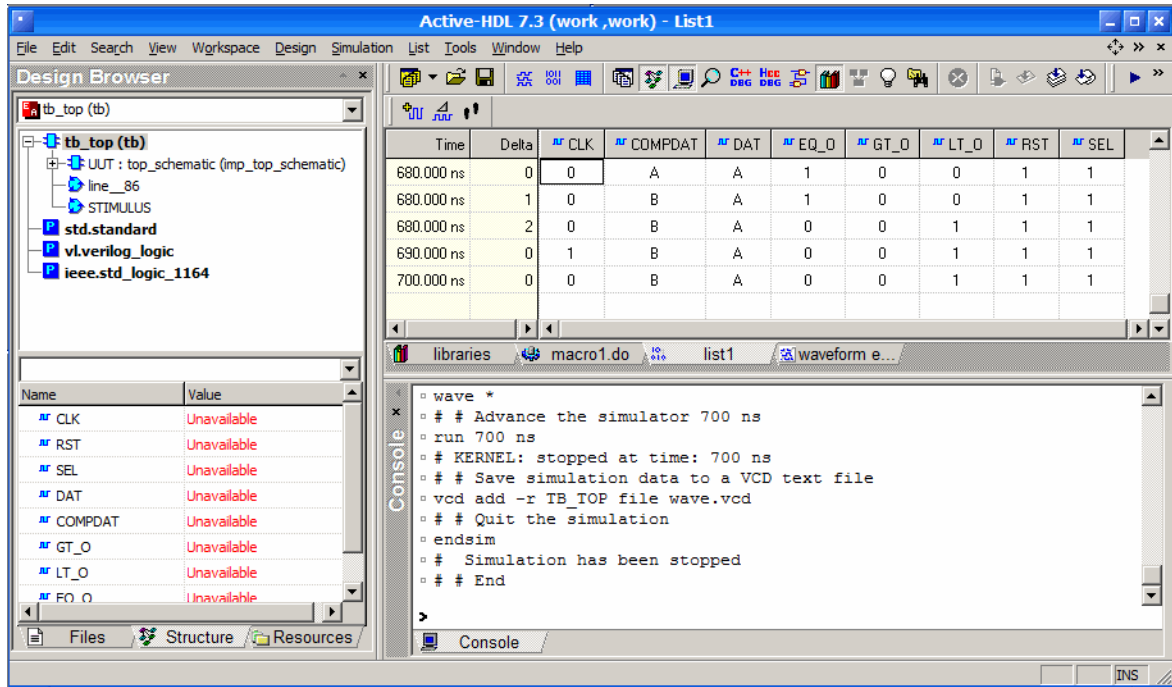 Active-HDL 7.3 (work ,work) - List1
File Edit Search View Workspace Design Simulation List Tools Window Help
Design Browser
tb_top (tb)
tb_top (tb)
UUT : top_schematic (imp_top_schematic)
line__86
STIMULUS
std.standard
vl.verilog_logic
ieee.std_logic_1164
Name Value
CLK Unavailable
RST Unavailable
SEL Unavailable
DAT Unavailable
COMPDAT Unavailable
GT_O Unavailable
LT_O Unavailable
EQ_O Unavailable
Files Structure Resources
C++ DEG HDL DEG
Time Delta CLK COMPDAT DAT EQ_O GT_O LT_O RST SEL
680.000 ns 0 0 A A 1 0 0 1 1
680.000 ns 1 0 B A 1 0 0 1 1
680.000 ns 2 0 B A 0 0 1 1 1
690.000 ns 0 1 B A 0 0 1 1 1
700.000 ns 0 0 B A 0 0 1 1 1
libraries macro1.do list1 waveform e...
Console
wave *
# # Advance the simulator 700 ns
run 700 ns
# KERNEL: stopped at time: 700 ns
# # Save simulation data to a VCD text file
vcd add -r TB_TOP file wave.vcd
# # Quit the simulation
endsim
# Simulation has been stopped
# # End
>
Console
INS